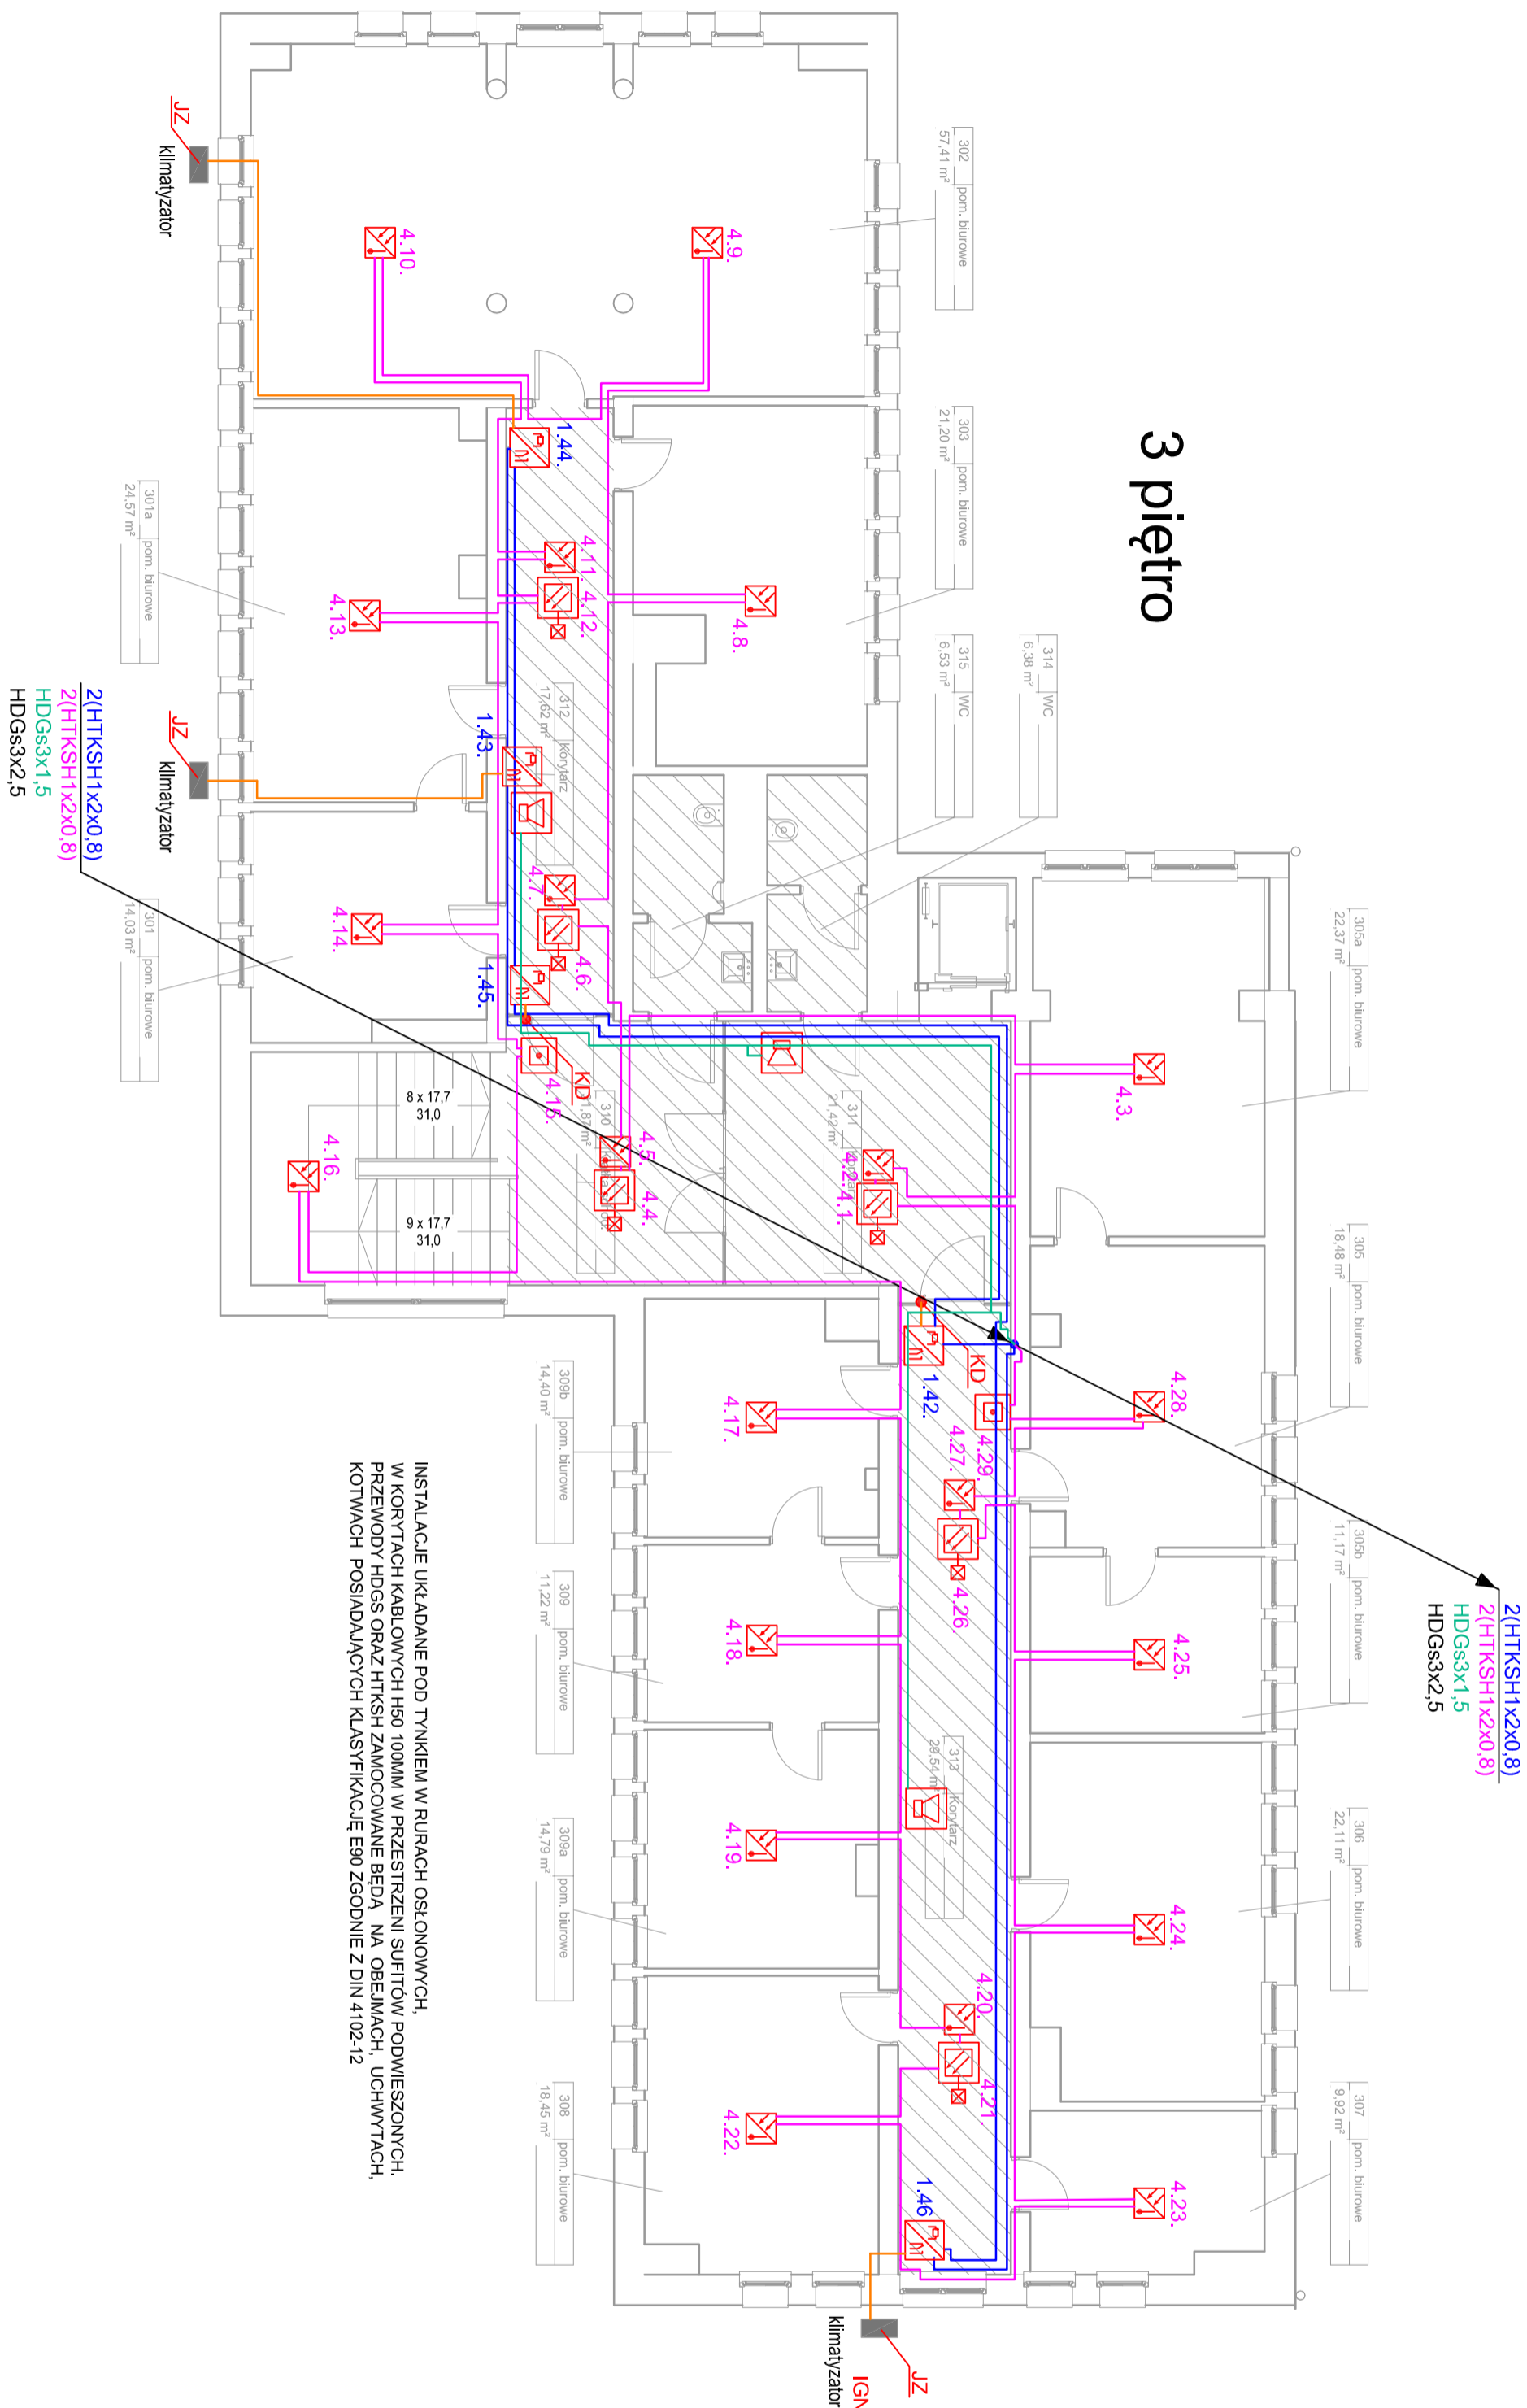 3 piętro
302 pom. biurowe
57,41 m²
303 pom. biurowe
21,20 m²
314 WC
6,38 m²
315 WC
6,53 m²
305a pom. biurowe
22,37 m²
305 pom. biurowe
18,48 m²
305b pom. biurowe
11,17 m²
306 pom. biurowe
22,11 m²
307 pom. biurowe
9,92 m²
2(HTKSH1x2x0,8)
2(HTKSH1x2x0,8)
HDGs3x1,5
HDGs3x2,5
4.9.
4.10.
4.8.
4.3.
4.28.
4.25.
4.24.
4.23.
1.44.
4.11.
4.12.
4.13.
312 Korytarz
17,62 m²
1.43.
4.7.
4.6.
4.14.
1.45.
KD
4.15.
310
4.5.
4.4.
4.16.
8 x 17,7
31,0
9 x 17,7
31,0
311
21,42 m²
4.2.
4.1.
KD
1.42.
4.29.
4.27.
4.26.
313 Korytarz
29,54 m²
4.20.
4.21.
1.46
4.17.
4.18.
4.19.
4.22.
JZ
klimatyzator
JZ
klimatyzator
JZ
klimatyzator
IGN
301a pom. biurowe
24,57 m²
301 pom. biurowe
14,03 m²
309b pom. biurowe
14,40 m²
309 pom. biurowe
11,22 m²
309a pom. biurowe
14,79 m²
308 pom. biurowe
18,45 m²
2(HTKSH1x2x0,8)
2(HTKSH1x2x0,8)
HDGs3x1,5
HDGs3x2,5
INSTALACJE UKŁADANE POD TYNKIEM W RURACH OSŁONOWYCH,
W KORYTACH KABLOWYCH H50 100MM W PRZESTRZENI SUFITÓW PODWIESZONYCH.
PRZEWODY HDGS ORAZ HTKSH ZAMOCOWANE BĘDĄ NA OBEJMACH, UCHWYTACH,
KOTWACH POSIADAJĄCYCH KLASYFIKACJĘ E90 ZGODNIE Z DIN 4102-12